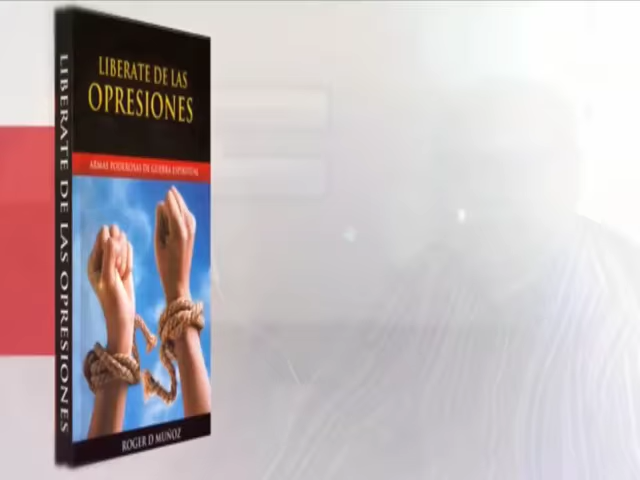 LIBERATE DE LAS
OPRESIONES
ARMAS PODEROSAS DE GUERRA ESPIRITUAL
ROGER D MUÑOZ
LIBERATE DE LAS OPRESIONES